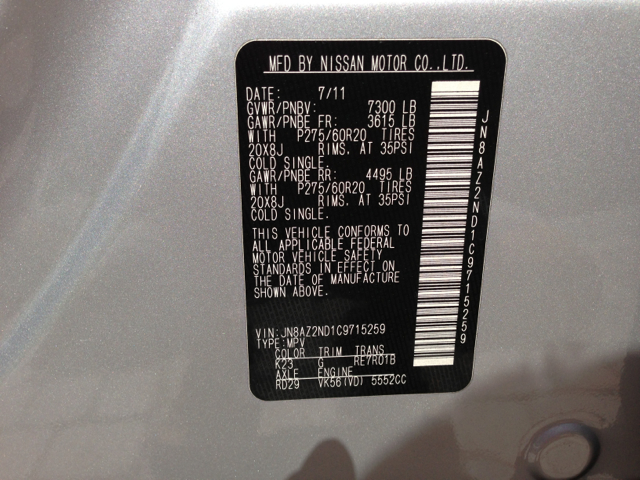 MFD BY NISSAN MOTOR CO.,LTD.
DATE: 7/11
GVWR/PNBV: 7300 LB
GAWR/PNBE FR: 3615 LB
WITH P275/60R20 TIRES
20X8J RIMS, AT 35PSI
COLD SINGLE.
GAWR/PNBE RR: 4495 LB
WITH P275/60R20 TIRES
20X8J RIMS, AT 35PSI
COLD SINGLE.
THIS VEHICLE CONFORMS TO
ALL APPLICABLE FEDERAL
MOTOR VEHICLE SAFETY
STANDARDS IN EFFECT ON
THE DATE OF MANUFACTURE
SHOWN ABOVE.
VIN:JN8AZ2ND1C9715259
TYPE:MPV
COLOR TRIM TRANS
K23 G RE7R01B
AXLE ENGINE
RD29 VK56(VD) 5552CC
JN8AZ2ND1C9715259